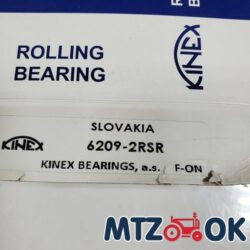 ROLLING
BEARING
KINEX
SLOVAKIA
KINEX
6209-2RSR
KINEX BEARINGS, a.s. F-ON
MTZ OK